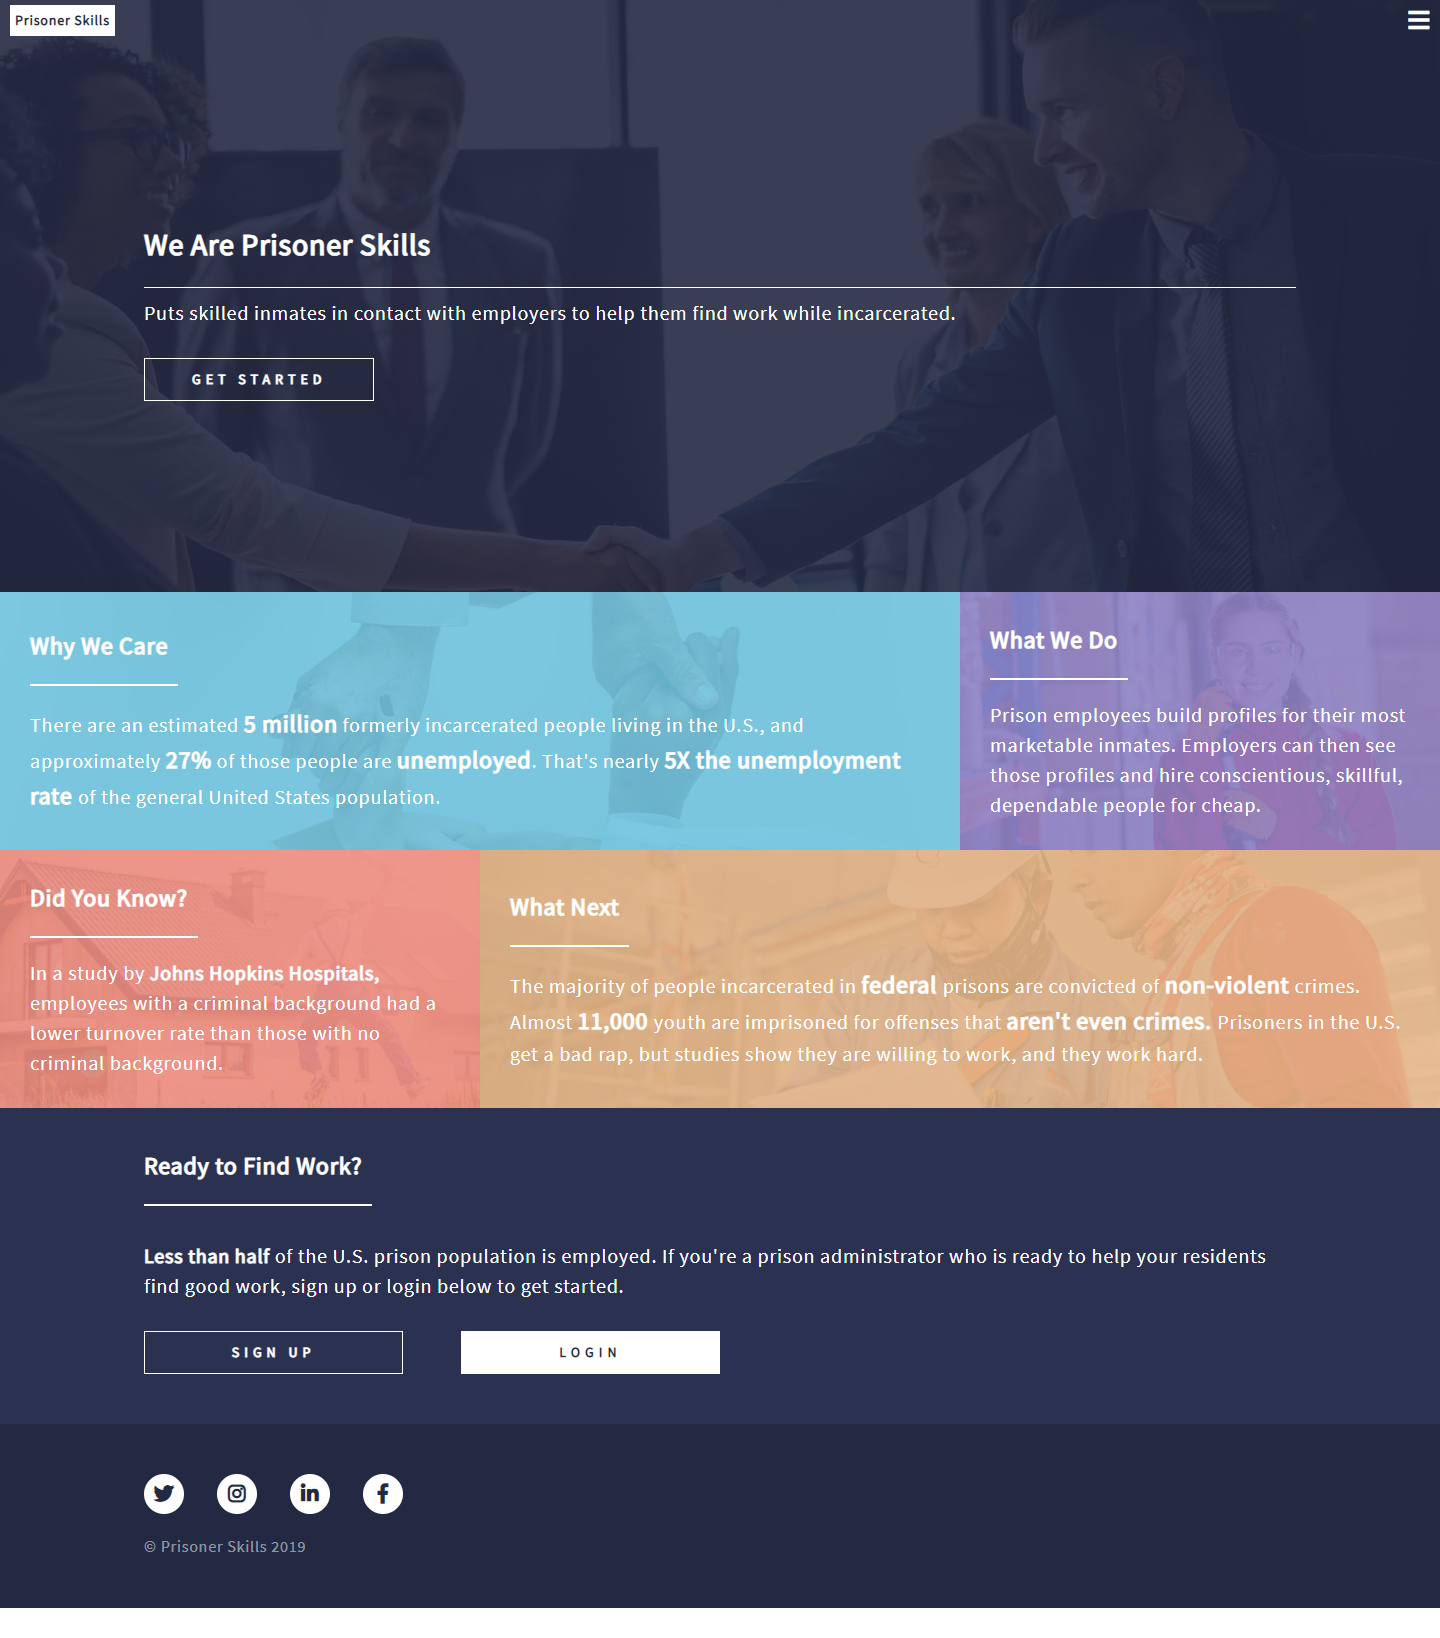 Prisoner Skills
We Are Prisoner Skills
Puts skilled inmates in contact with employers to help them find work while incarcerated.
GET STARTED
Why We Care
There are an estimated 5 million formerly incarcerated people living in the U.S., and
approximately 27% of those people are unemployed. That's nearly 5X the unemployment
rate of the general United States population.
What We Do
Prison employees build profiles for their most
marketable inmates. Employers can then see
those profiles and hire conscientious, skillful,
dependable people for cheap.
Did You Know?
In a study by Johns Hopkins Hospitals,
employees with a criminal background had a
lower turnover rate than those with no
criminal background.
What Next
The majority of people incarcerated in federal prisons are convicted of non-violent crimes.
Almost 11,000 youth are imprisoned for offenses that aren't even crimes. Prisoners in the U.S.
get a bad rap, but studies show they are willing to work, and they work hard.
Ready to Find Work?
Less than half of the U.S. prison population is employed. If you're a prison administrator who is ready to help your residents
find good work, sign up or login below to get started.
SIGN UP
LOGIN
© Prisoner Skills 2019